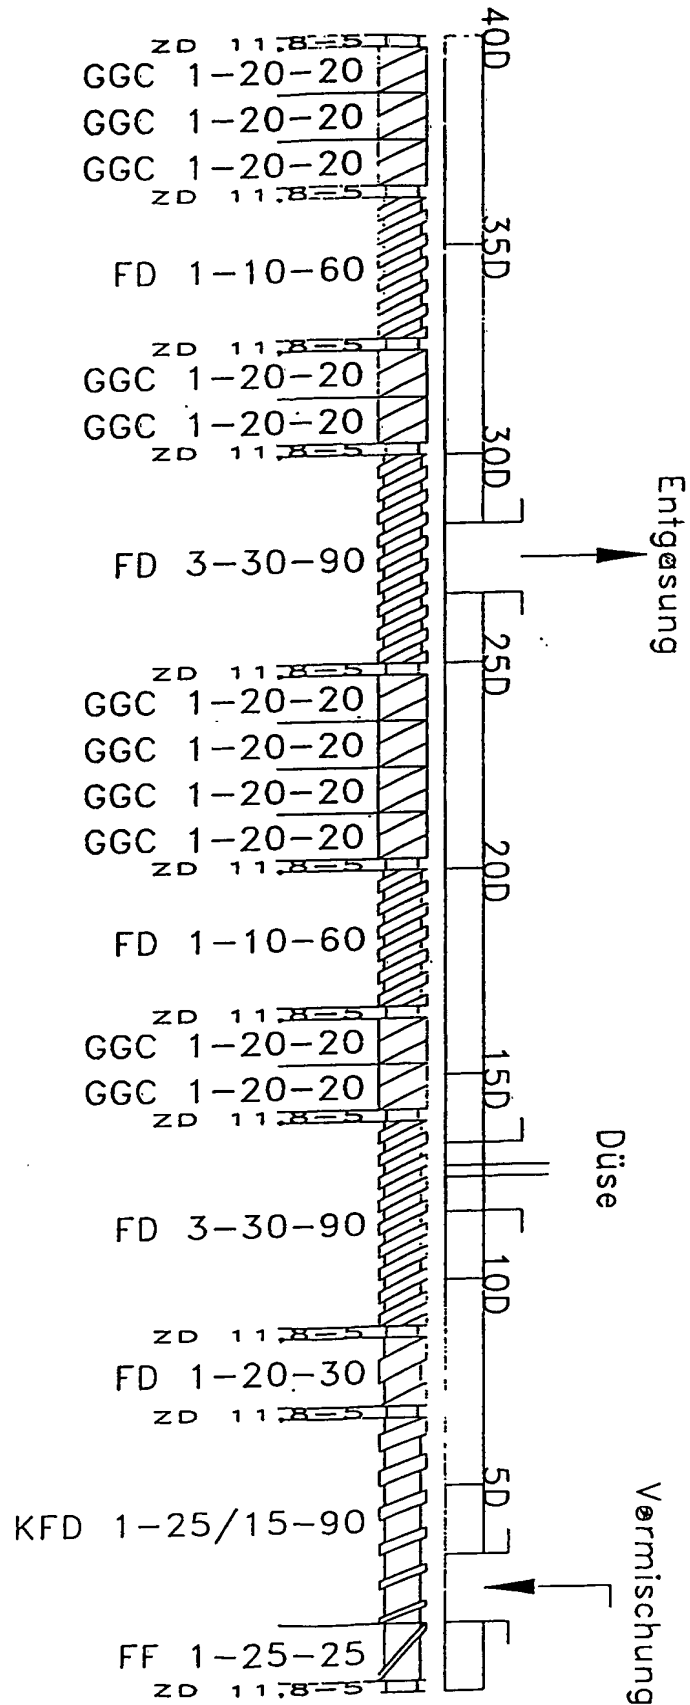 ZD 11.8-5
GGC 1-20-20
GGC 1-20-20
GGC 1-20-20
ZD 11.8-5
FD 1-10-60
ZD 11.8-5
GGC 1-20-20
GGC 1-20-20
ZD 11.8-5
FD 3-30-90
ZD 11.8-5
GGC 1-20-20
GGC 1-20-20
GGC 1-20-20
GGC 1-20-20
ZD 11.8-5
FD 1-10-60
ZD 11.8-5
GGC 1-20-20
GGC 1-20-20
ZD 11.8-5
FD 3-30-90
ZD 11.8-5
FD 1-20-30
ZD 11.8-5
KFD 1-25/15-90
FF 1-25-25
ZD 11.8-5
40D
35D
30D
25D
20D
15D
10D
5D
Entgasung
Düse
Vormischung